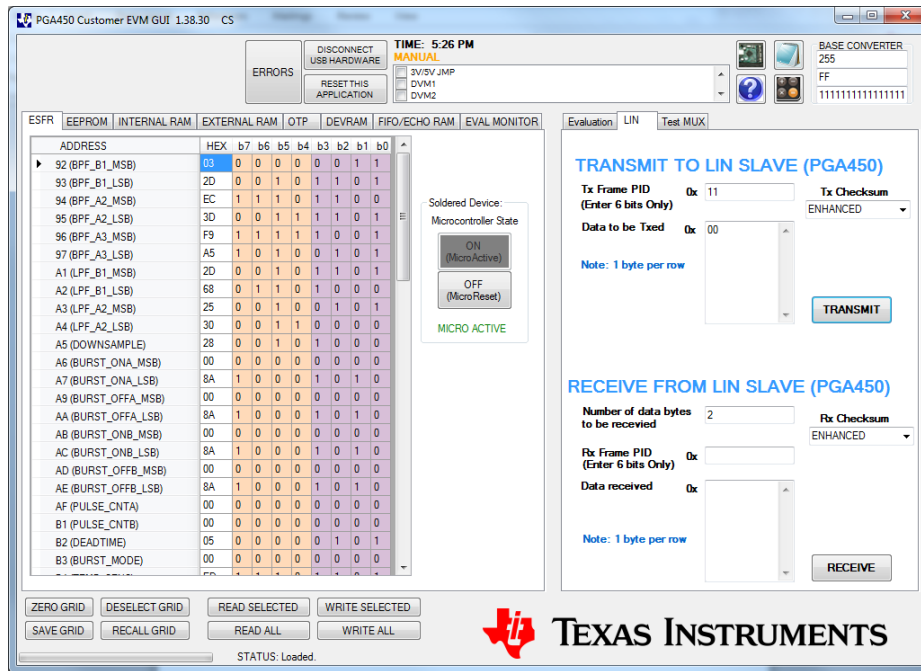 PGA450 Customer EVM GUI 1.38.30 CS
ERRORS
DISCONNECT
USB HARDWARE
RESET THIS
APPLICATION
TIME: 5:26 PM
MANUAL
3V/5V JMP
DVM1
DVM2
BASE CONVERTER
255
FF
1111111111111111
ESFR EEPROM INTERNAL RAM EXTERNAL RAM OTP DEVRAM FIFO/ECHO RAM EVAL MONITOR
ADDRESS HEX b7 b6 b5 b4 b3 b2 b1 b0
92 (BPF_B1_MSB) 03 0 0 0 0 0 0 1 1
93 (BPF_B1_LSB) 2D 0 0 1 0 1 1 0 1
94 (BPF_A2_MSB) EC 1 1 1 0 1 1 0 0
95 (BPF_A2_LSB) 3D 0 0 1 1 1 1 0 1
96 (BPF_A3_MSB) F9 1 1 1 1 1 0 0 1
97 (BPF_A3_LSB) A5 1 0 1 0 0 1 0 1
A1 (LPF_B1_MSB) 2D 0 0 1 0 1 1 0 1
A2 (LPF_B1_LSB) 68 0 1 1 0 1 0 0 0
A3 (LPF_A2_MSB) 25 0 0 1 0 0 1 0 1
A4 (LPF_A2_LSB) 30 0 0 1 1 0 0 0 0
A5 (DOWNSAMPLE) 28 0 0 1 0 1 0 0 0
A6 (BURST_ONA_MSB) 00 0 0 0 0 0 0 0 0
A7 (BURST_ONA_LSB) 8A 1 0 0 0 1 0 1 0
A9 (BURST_OFFA_MSB) 00 0 0 0 0 0 0 0 0
AA (BURST_OFFA_LSB) 8A 1 0 0 0 1 0 1 0
AB (BURST_ONB_MSB) 00 0 0 0 0 0 0 0 0
AC (BURST_ONB_LSB) 8A 1 0 0 0 1 0 1 0
AD (BURST_OFFB_MSB) 00 0 0 0 0 0 0 0 0
AE (BURST_OFFB_LSB) 8A 1 0 0 0 1 0 1 0
AF (PULSE_CNTA) 00 0 0 0 0 0 0 0 0
B1 (PULSE_CNTB) 00 0 0 0 0 0 0 0 0
B2 (DEADTIME) 05 0 0 0 0 0 1 0 1
B3 (BURST_MODE) 00 0 0 0 0 0 0 0 0
Soldered Device:
Microcontroller State
ON
(Micro Active)
OFF
(Micro Reset)
MICRO ACTIVE
Evaluation LIN Test MUX
TRANSMIT TO LIN SLAVE (PGA450)
Tx Frame PID 0x 11
(Enter 6 bits Only)
Tx Checksum
ENHANCED
Data to be Txed 0x 00
Note: 1 byte per row
TRANSMIT
RECEIVE FROM LIN SLAVE (PGA450)
Number of data bytes 2
to be recevied
Rx Checksum
ENHANCED
Rx Frame PID 0x
(Enter 6 bits Only)
Data received 0x
Note: 1 byte per row
RECEIVE
ZERO GRID DESELECT GRID READ SELECTED WRITE SELECTED
SAVE GRID RECALL GRID READ ALL WRITE ALL
STATUS: Loaded.
TEXAS INSTRUMENTS